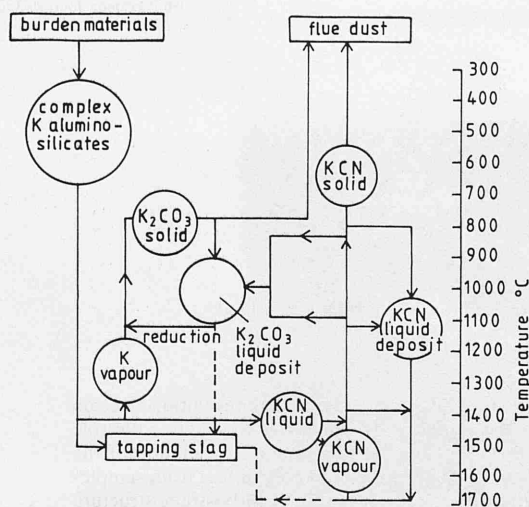 burden materials
flue dust
complex
K alumino-
silicates
KCN
solid
K₂CO₃
solid
K₂CO₃
liquid
deposit
KCN
liquid
deposit
reduction
K
vapour
KCN
liquid
tapping slag
KCN
vapour
300
400
500
600
700
800
900
1000
1100
1200
1300
1400
1500
1600
1700
Temperature °C